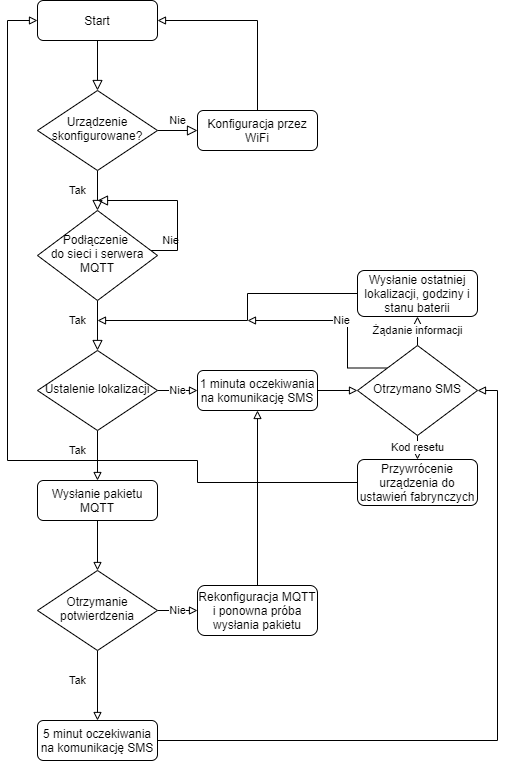 Start
Urządzenie
skonfigurowane?
Nie
Konfiguracja przez
WiFi
Tak
Podłączenie
do sieci i serwera
MQTT
Nie
Tak
Wysłanie ostatniej
lokalizacji, godziny i
stanu baterii
Nie
Żądanie informacji
Ustalenie lokalizacji
Nie
1 minuta oczekiwania
na komunikację SMS
Otrzymano SMS
Tak
Kod resetu
Wysłanie pakietu
MQTT
Przywrócenie
urządzenia do
ustawień fabrynczych
Otrzymanie
potwierdzenia
Nie
Rekonfiguracja MQTT
i ponowna próba
wysłania pakietu
Tak
5 minut oczekiwania
na komunikację SMS